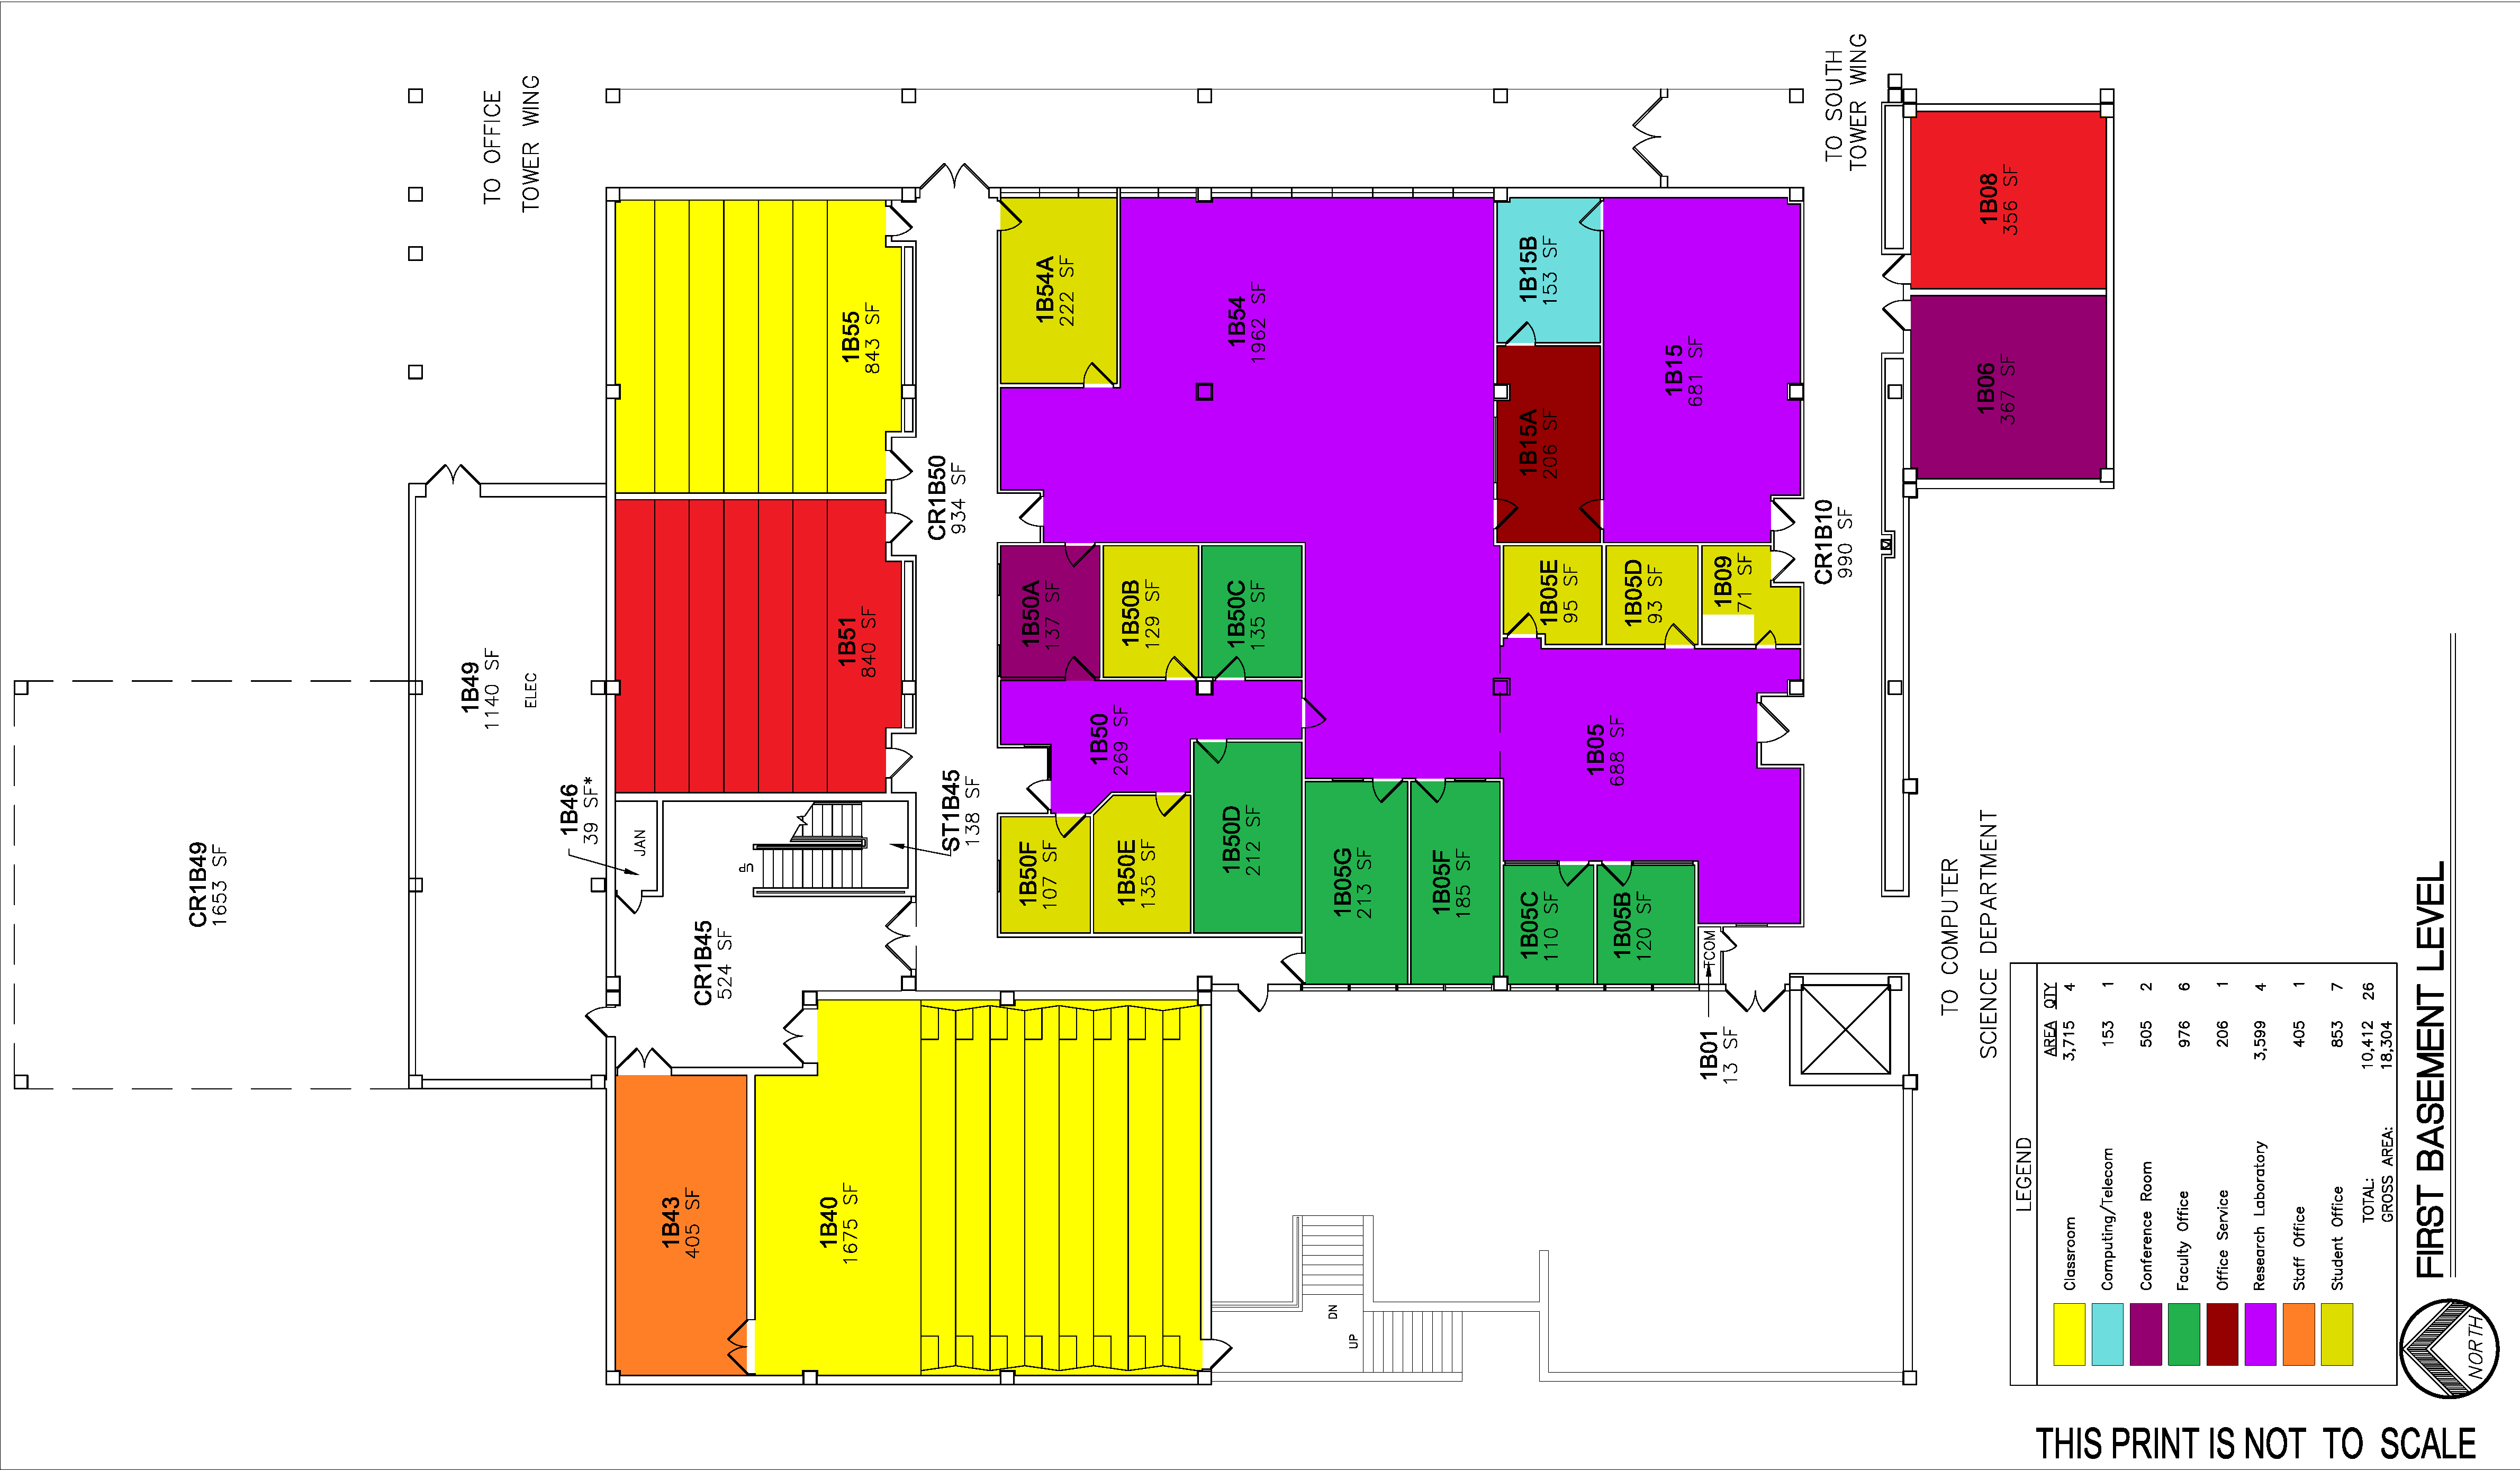 TO OFFICE
TOWER WING
TO SOUTH
TOWER WING
1B08
356 SF
1B06
367 SF
1B55
843 SF
1B54A
222 SF
1B54
1962 SF
1B15B
153 SF
1B15
681 SF
1B15A
206 SF
CR1B50
934 SF
CR1B10
990 SF
1B51
840 SF
1B50A
137 SF
1B50B
129 SF
1B50C
135 SF
1B05E
95 SF
1B05D
93 SF
1B09
71 SF
1B49
1140 SF
ELEC
1B50
269 SF
1B05
688 SF
1B46
39 SF*
JAN
UP
ST1B45
138 SF
CR1B49
1653 SF
CR1B45
524 SF
1B50F
107 SF
1B50E
135 SF
1B50D
212 SF
1B05G
213 SF
1B05F
185 SF
1B05C
110 SF
1B05B
120 SF
TCOM
1B01
13 SF
1B43
405 SF
1B40
1675 SF
DN
UP
TO COMPUTER
SCIENCE DEPARTMENT
LEGEND
AREA QTY
Classroom 3,715 4
Computing/Telecom 153 1
Conference Room 505 2
Faculty Office 976 6
Office Service 206 1
Research Laboratory 3,599 4
Staff Office 405 1
Student Office 853 7
TOTAL: 10,412 26
GROSS AREA: 18,304
FIRST BASEMENT LEVEL
NORTH
THIS PRINT IS NOT TO SCALE